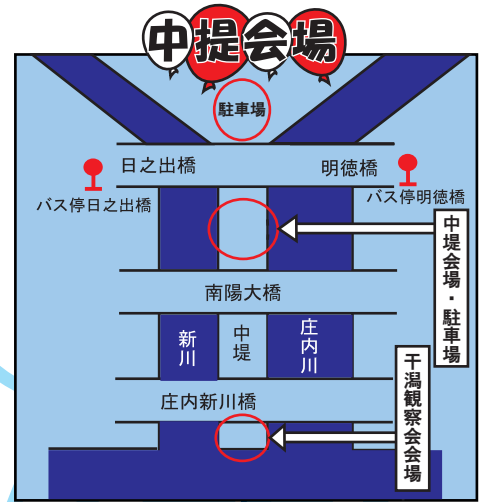 中提会場
駐車場
日之出橋
明徳橋
バス停日之出橋
バス停明徳橋
中堤会場・駐車場
南陽大橋
新川
中堤
庄内川
干潟観察会会場
庄内新川橋